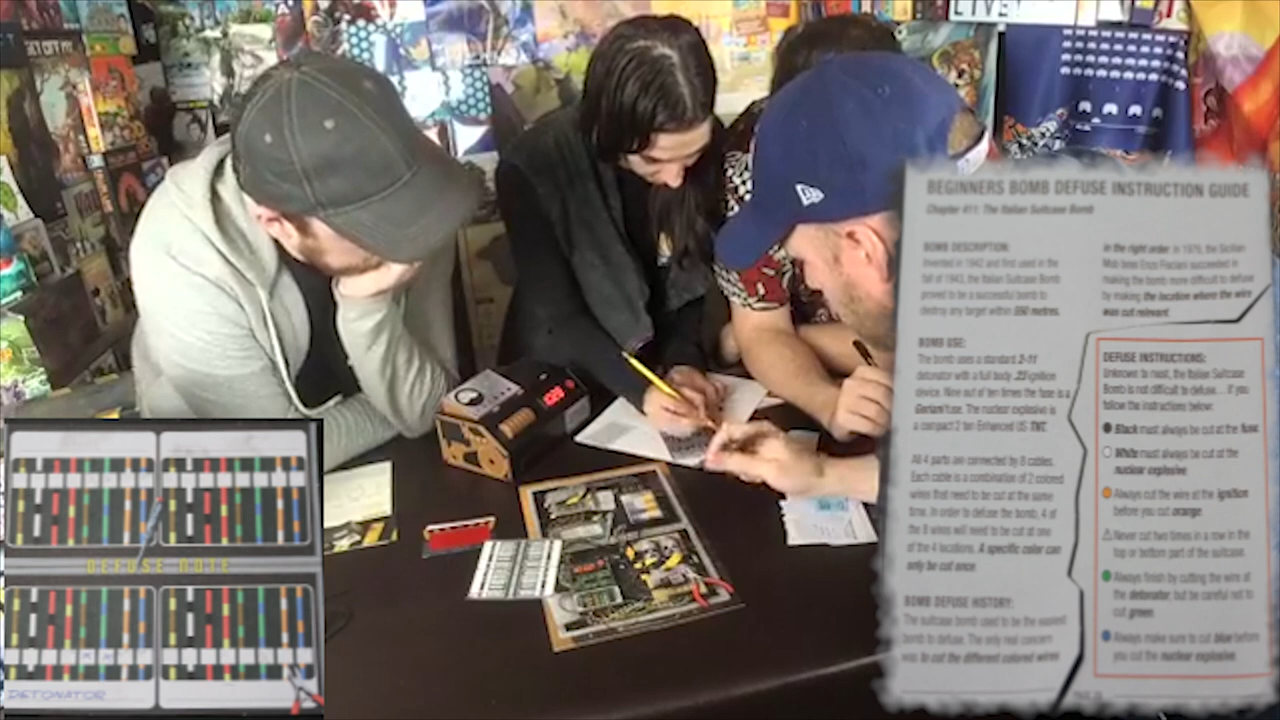 LIVE!
BEGINNERS BOMB DEFUSE INSTRUCTION GUIDE
Chapter 411: The Italian Suitcase Bomb
BOMB DESCRIPTION:
Invented in 1942 and first used in the
fall of 1943, the Italian Suitcase Bomb
proved to be a successful bomb to
destroy any target within 550 metres.
BOMB USE:
The bomb uses a standard 2-11
detonator with a full body .23 ignition
device. Nine out of ten times the fuse is a
fuse. The nuclear explosive is
a compact 2 ton Enhanced US TNT.
All 4 parts are connected by 8 cables.
Each cable is a combination of 2 colored
wires that need to be cut at the same
time. In order to defuse the bomb, 4 of
the 8 wires will need to be cut at one
of the 4 locations. A specific color can
only be cut once.
BOMB DEFUSE HISTORY:
The suitcase bomb used to be the easiest
bomb to defuse. The only real concern
was to cut the different colored wires
in the right order. In 1979, the Sicilian
Mob boss Enzo succeeded in
making the bomb more difficult to defuse
by making the location where the wire
was cut relevant.
DEFUSE INSTRUCTIONS:
Unknown to most, the Italian Suitcase
Bomb is not difficult to defuse... if you
follow the instructions below:
Black must always be cut at the fuse.
White must always be cut at the
nuclear explosive.
Always cut the wire at the ignition
before you cut orange.
Never cut two times in a row in the
top or bottom part of the suitcase.
Always finish by cutting the wire at
the detonator, but be careful not to
cut green.
Always make sure to cut blue before
you cut the nuclear explosive.
DEFUSE NOTE
DETONATOR